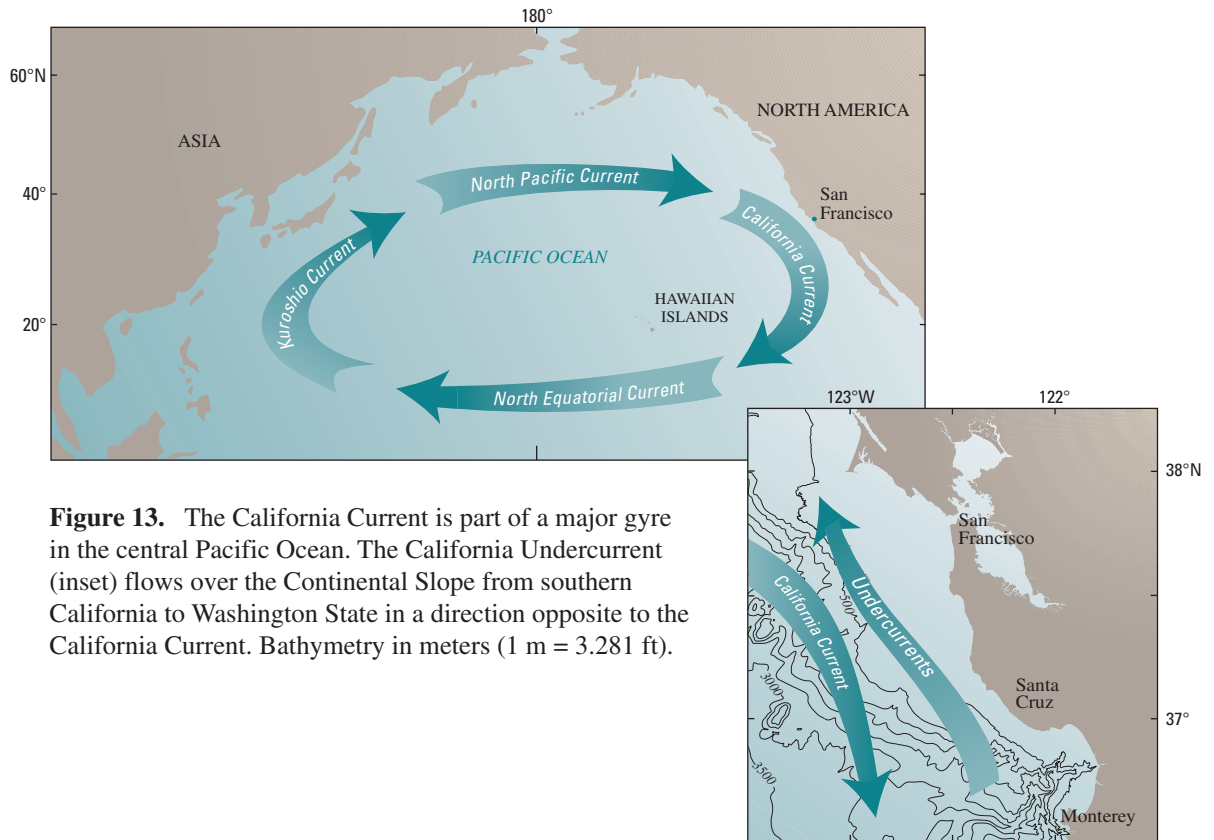 180°
60°N
NORTH AMERICA
ASIA
40°
North Pacific Current
San
Francisco
California Current
Kuroshio Current
PACIFIC OCEAN
HAWAIIAN
ISLANDS
20°
North Equatorial Current
123°W
122°
38°N
Figure 13. The California Current is part of a major gyre
in the central Pacific Ocean. The California Undercurrent
(inset) flows over the Continental Slope from southern
California to Washington State in a direction opposite to the
California Current. Bathymetry in meters (1 m = 3.281 ft).
San
Francisco
California Current
500
Undercurrents
3000
Santa
Cruz
37°
3500
Monterey